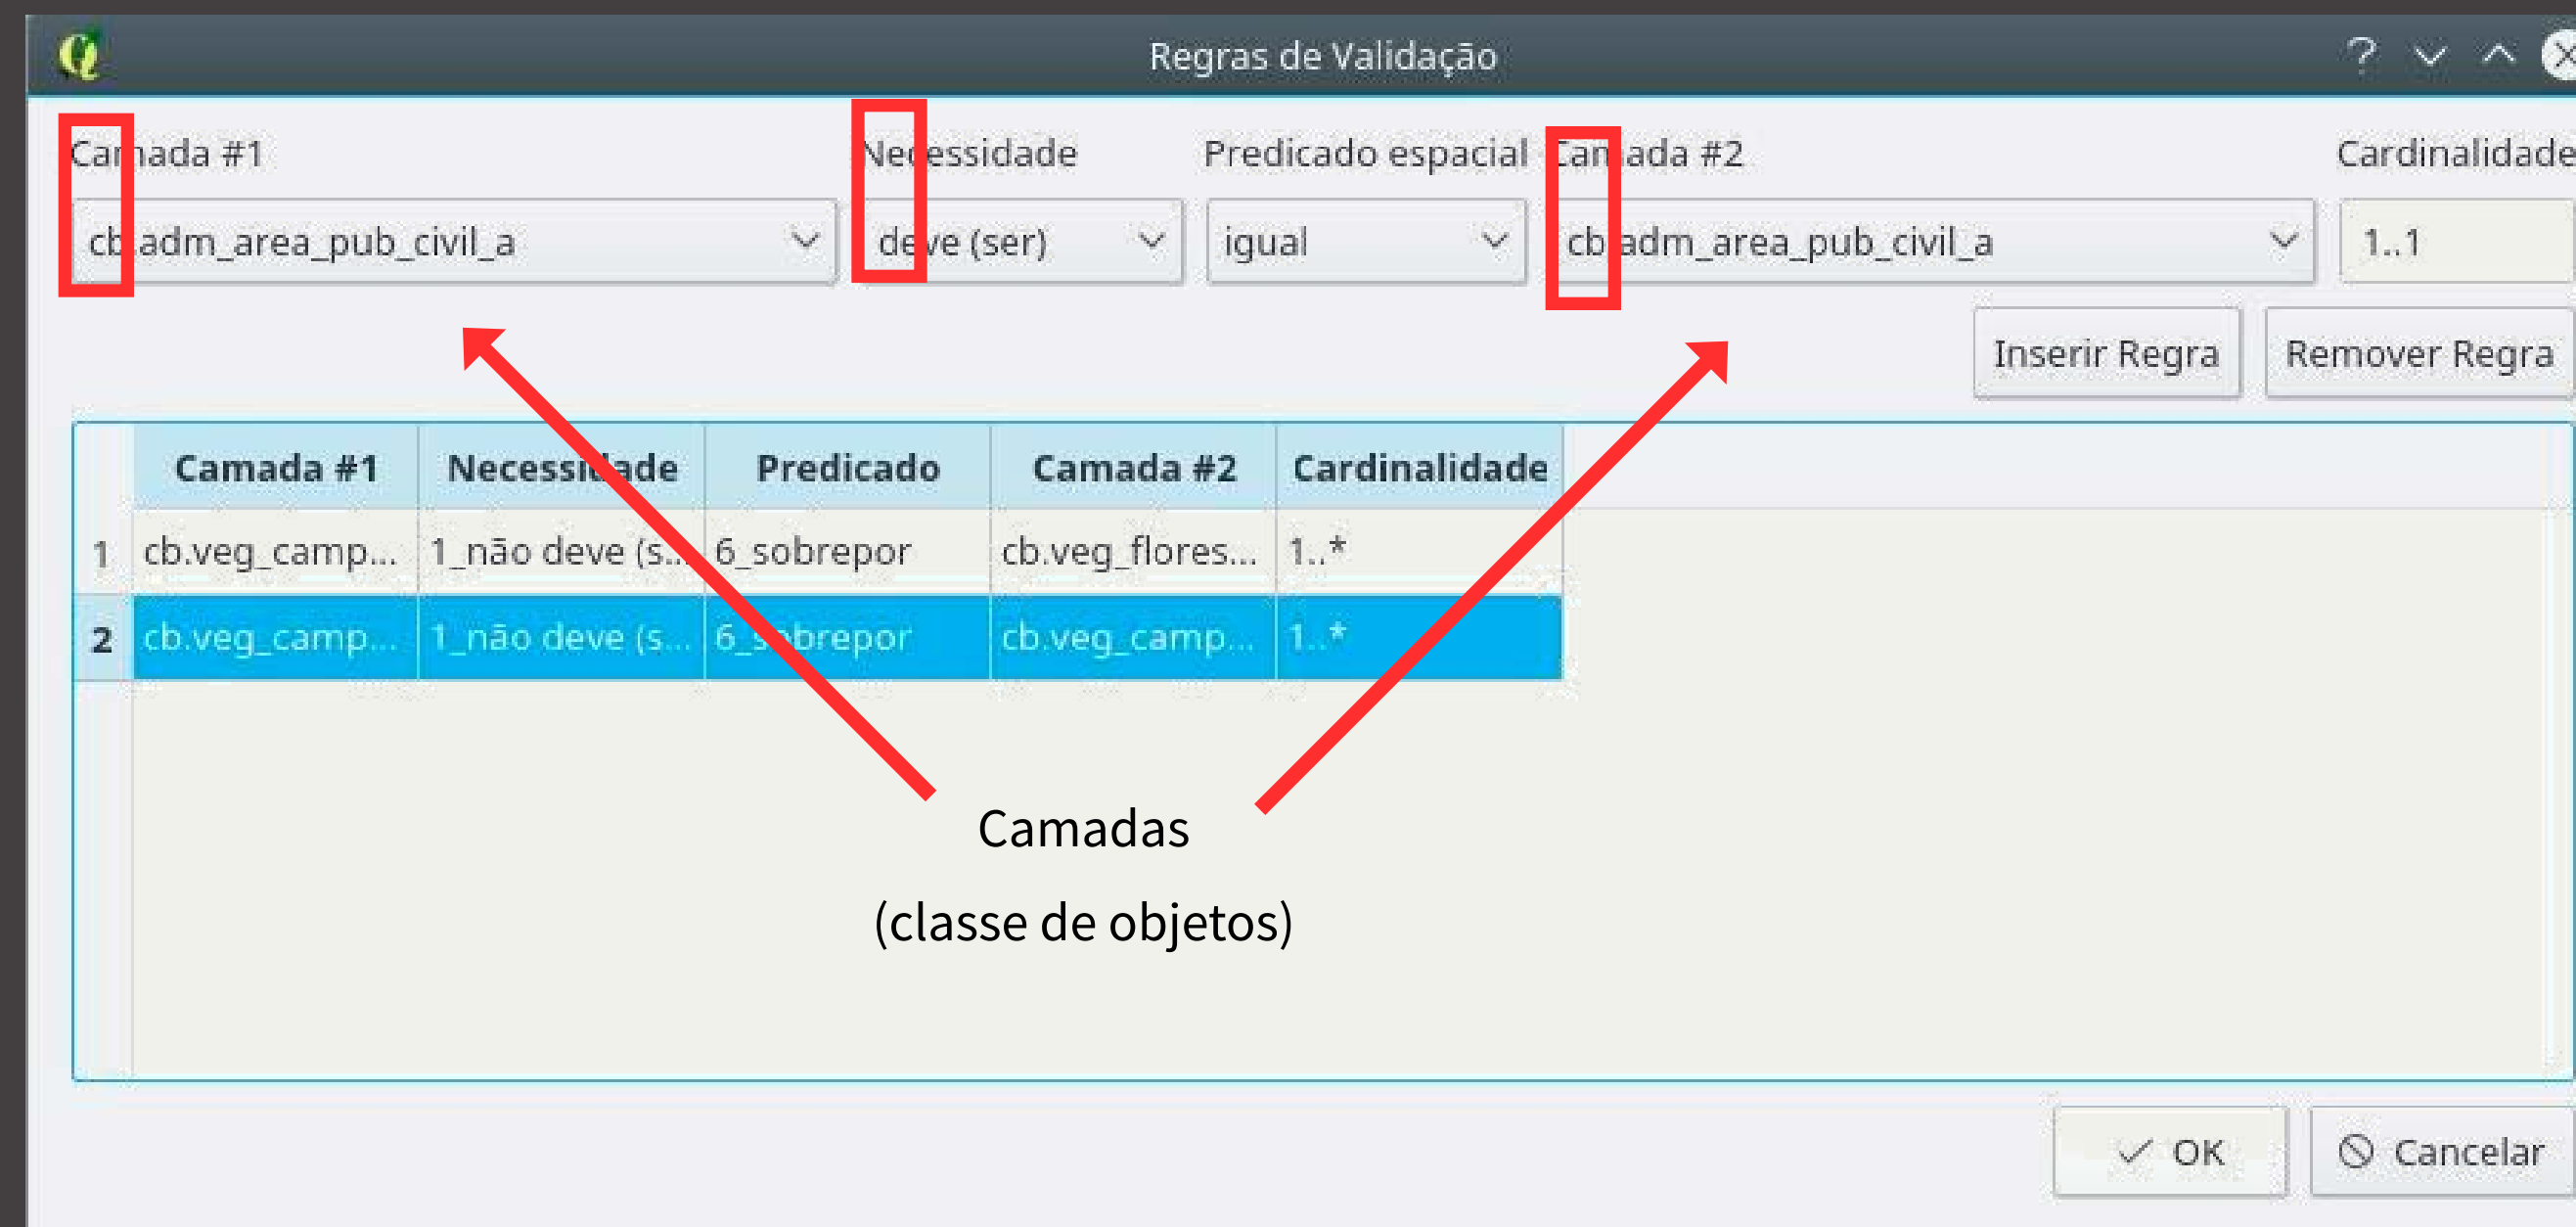 Regras de Validação
Camada #1 Necessidade Predicado espacial Camada #2 Cardinalidade
cb.adm_area_pub_civil_a deve (ser) igual cb.adm_area_pub_civil_a 1..1
Inserir Regra Remover Regra
Camada #1 Necessidade Predicado Camada #2 Cardinalidade
1 cb.veg_camp... 1_não deve (s... 6_sobrepor cb.veg_flores... 1..*
2 cb.veg_camp... 1_não deve (s... 6_sobrepor cb.veg_camp... 1..*
Camadas
(classe de objetos)
OK Cancelar